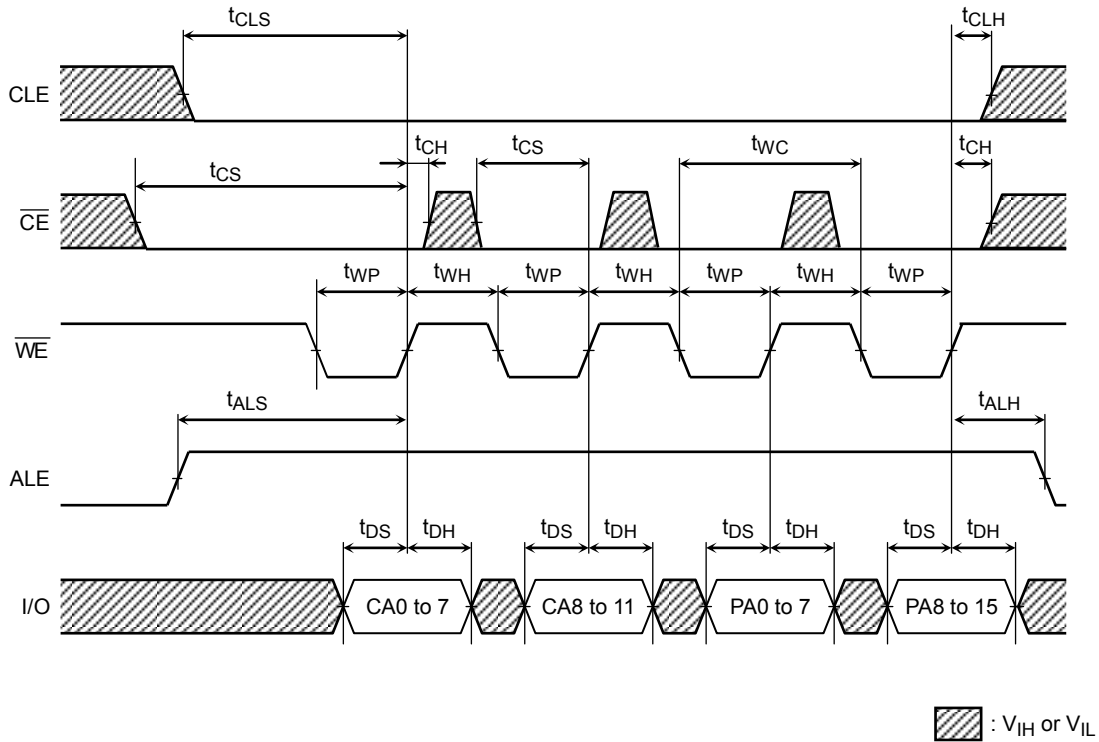 tCLS tCLH
CLE
tCH tCS tWC tCH
tCS
CE
tWP tWH tWP tWH tWP tWH tWP
WE
tALS tALH
ALE
tDS tDH tDS tDH tDS tDH tDS tDH
I/O CA0 to 7 CA8 to 11 PA0 to 7 PA8 to 15
: VIH or VIL